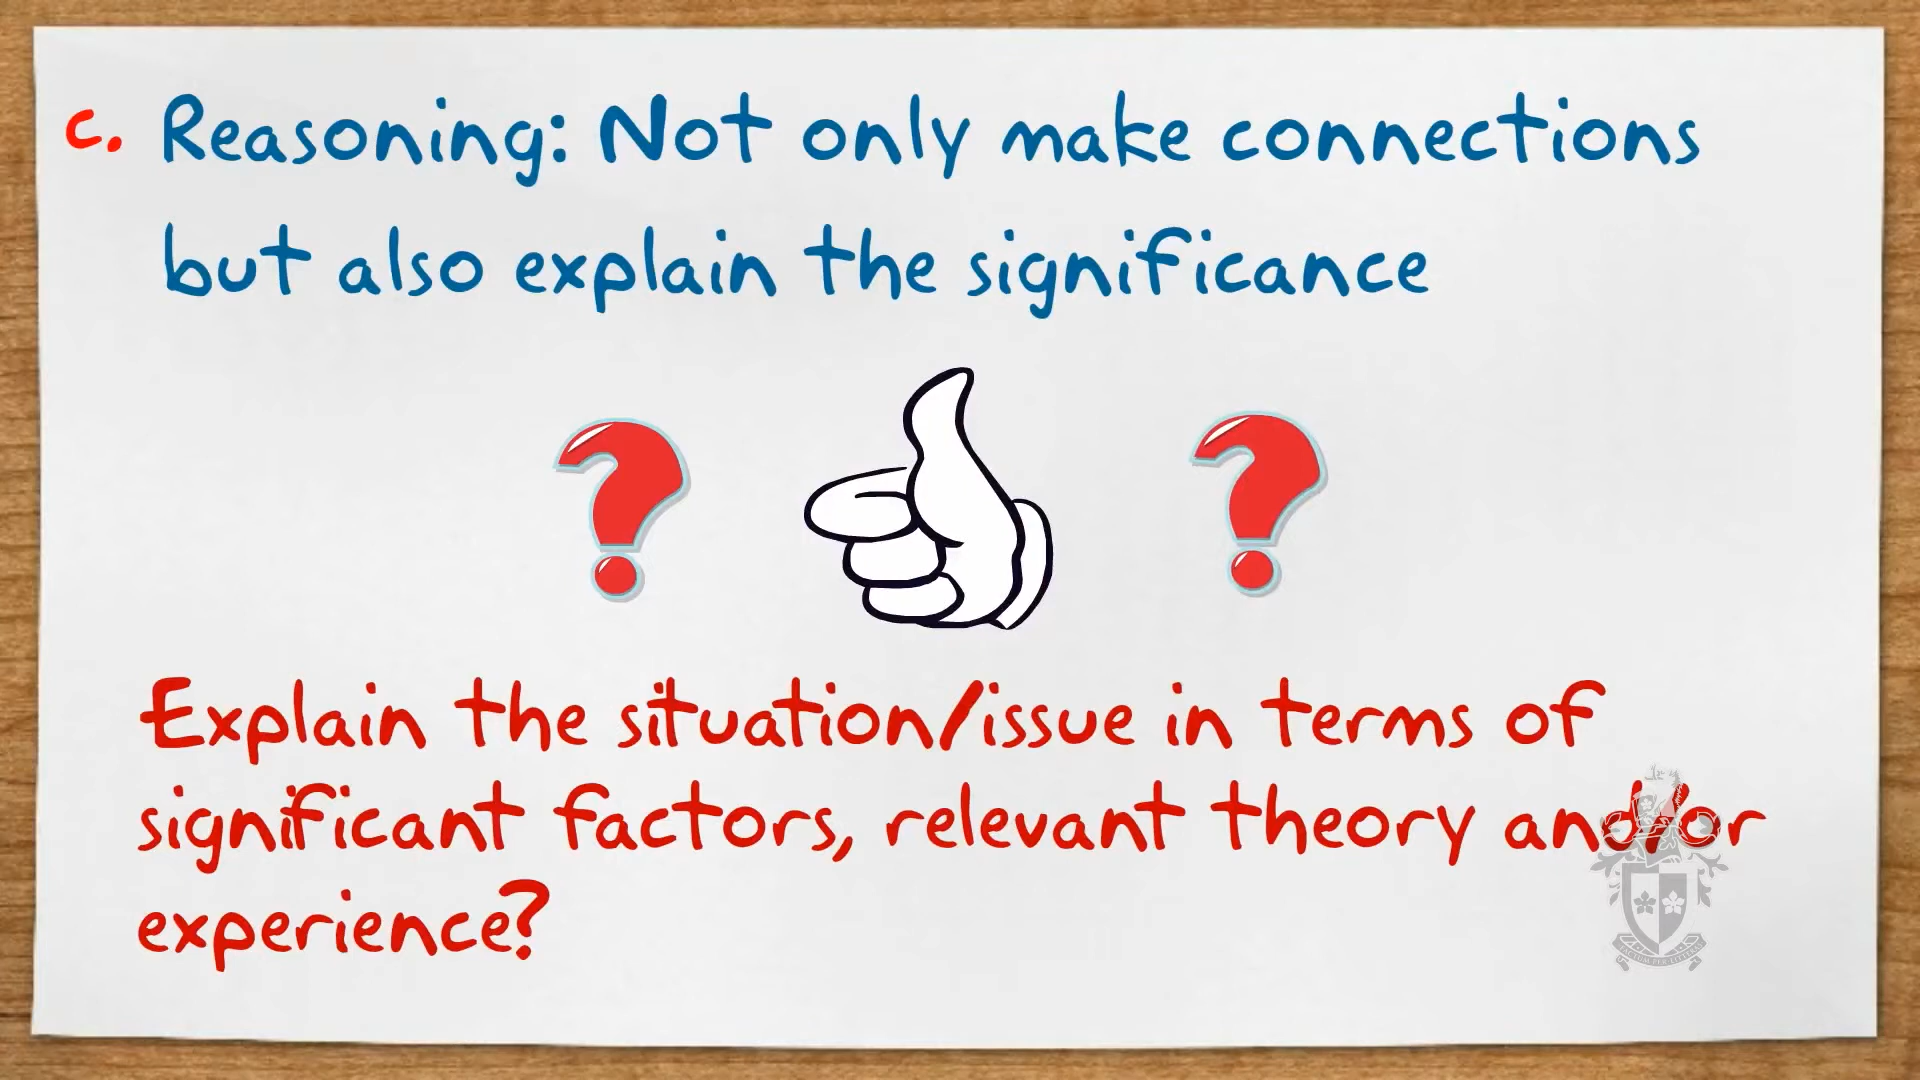 c. Reasoning: Not only make connections
but also explain the significance
Explain the situation/issue in terms of
significant factors, relevant theory and/or
experience?